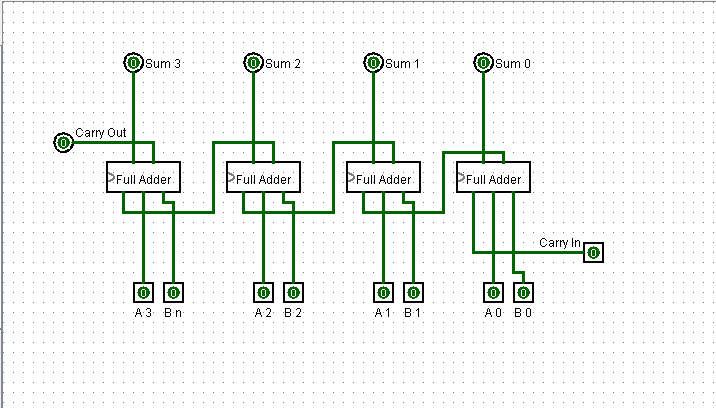 0 Sum 3 0 Sum 2 0 Sum 1 0 Sum 0
0 Carry Out
Full Adder Full Adder Full Adder Full Adder
Carry In 0
0 0 0 0 0 0 0 0
A 3 B n A 2 B 2 A 1 B 1 A 0 B 0